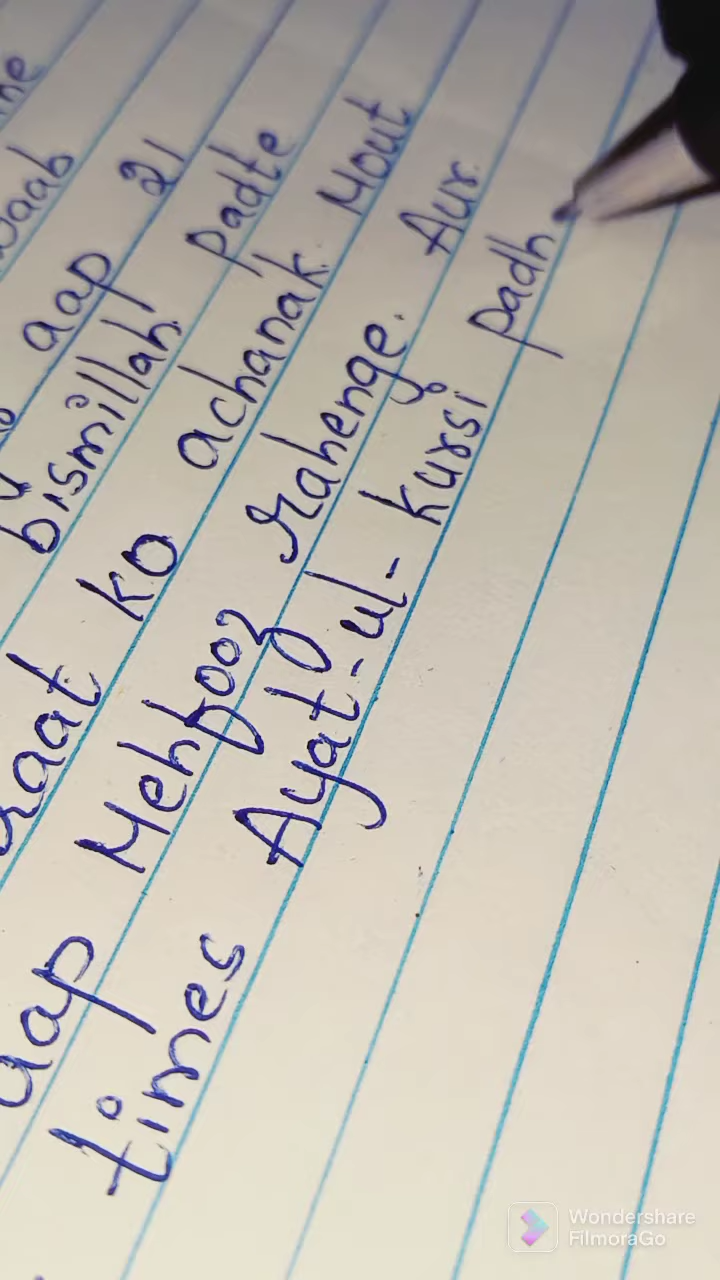 aap 21
bismillah padte
raat ko achanak Mout
aap Mehfooz rahenge. Aur
times Ayat-ul-kursi padh
Wondershare
FilmoraGo